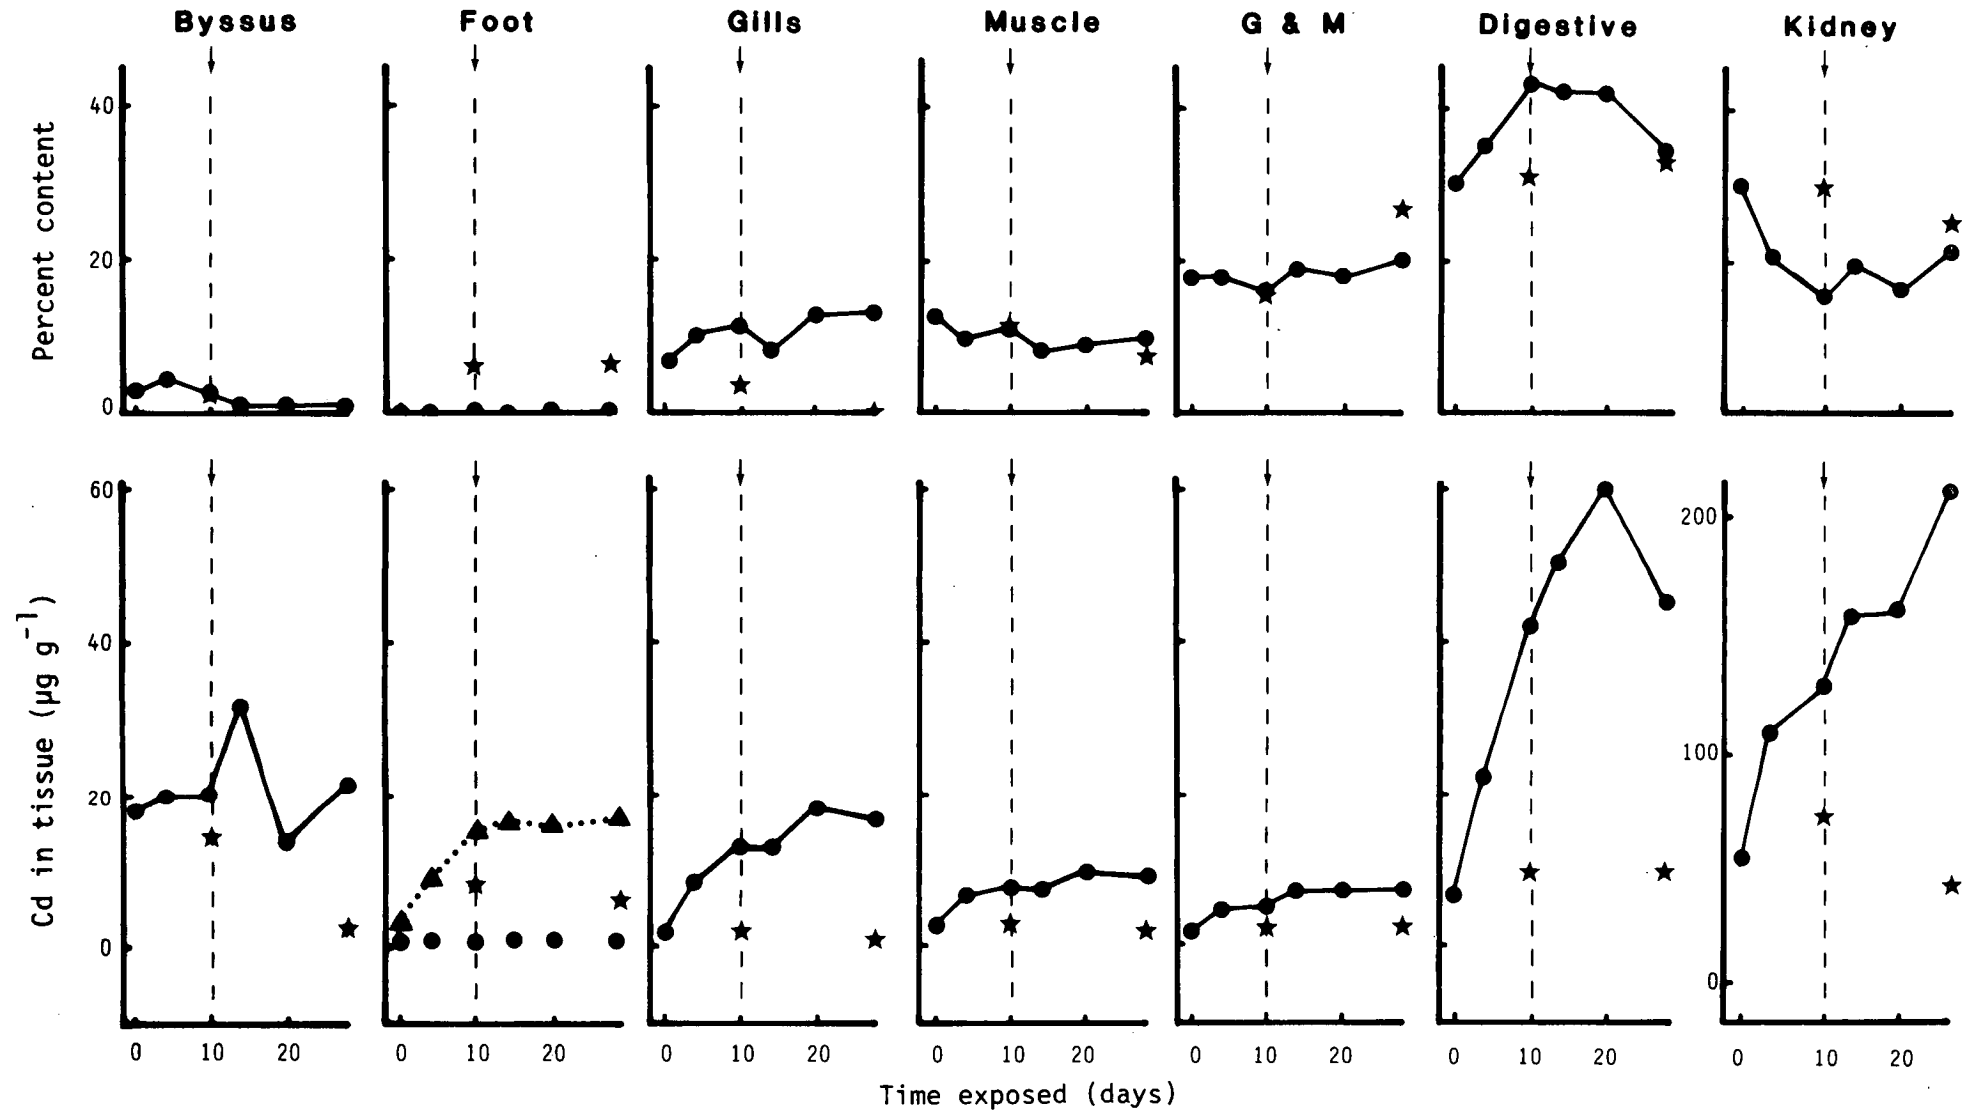 Byssus Foot Gills Muscle G & M Digestive Kidney
Percent content
40
20
0
Cd in tissue (µg g⁻¹)
60
40
20
0
200
100
0
0 10 20 0 10 20 0 10 20 0 10 20 0 10 20 0 10 20 0 10 20
Time exposed (days)